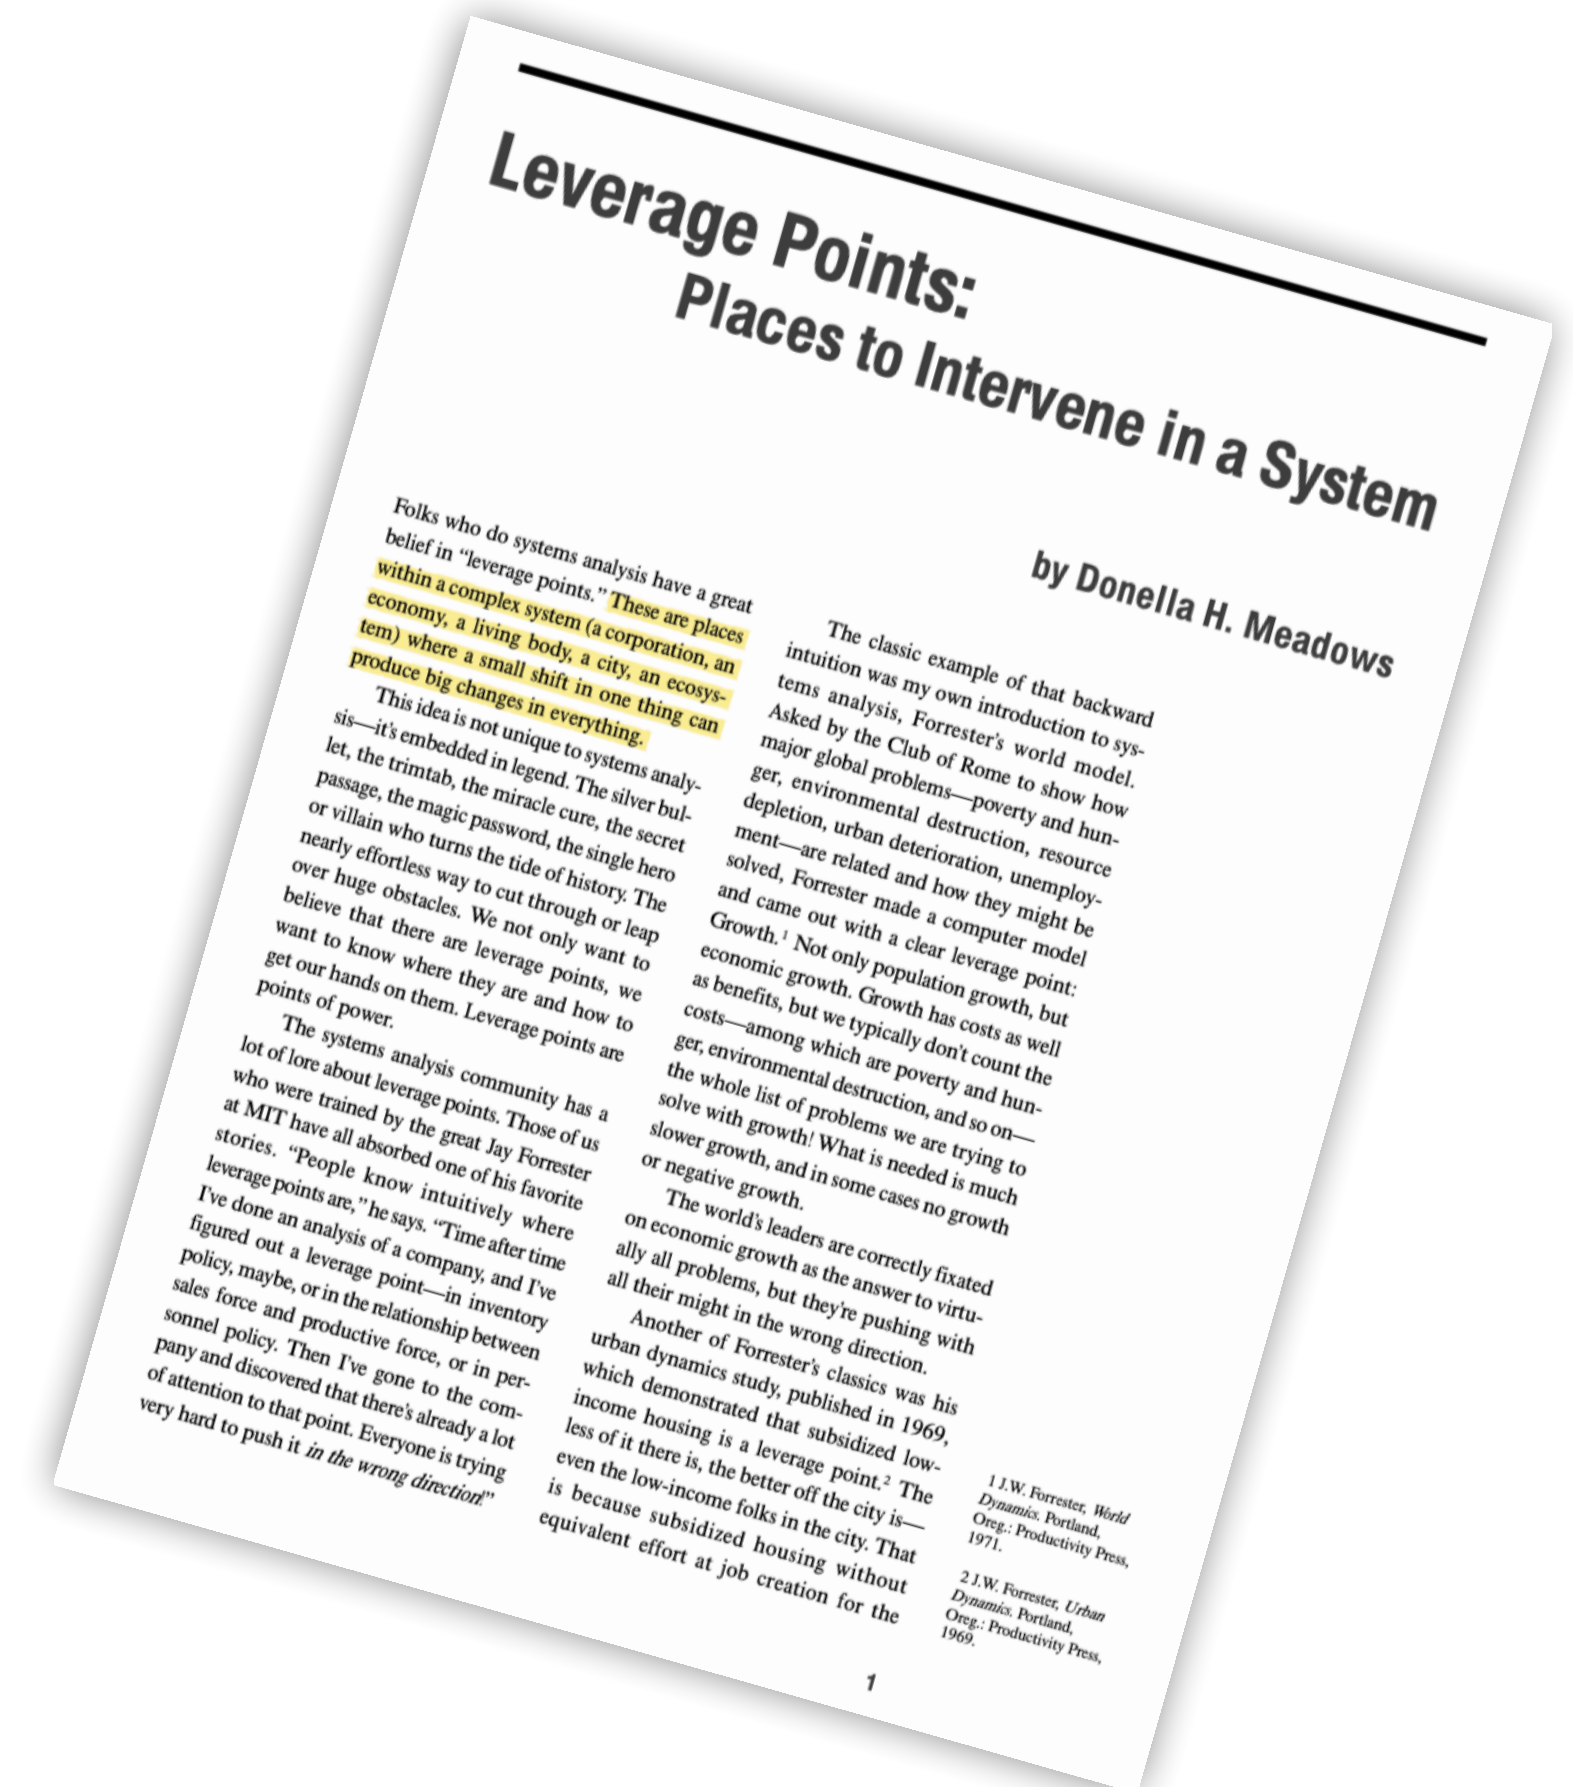 Leverage Points:
Places to Intervene in a System
by Donella H. Meadows
Folks who do systems analysis have a great
belief in “leverage points.” These are places
within a complex system (a corporation, an
economy, a living body, a city, an ecosys-
tem) where a small shift in one thing can
produce big changes in everything.
This idea is not unique to systems analy-
sis—it’s embedded in legend. The silver bul-
let, the trimtab, the miracle cure, the secret
passage, the magic password, the single hero
or villain who turns the tide of history. The
nearly effortless way to cut through or leap
over huge obstacles. We not only want to
believe that there are leverage points, we
want to know where they are and how to
get our hands on them. Leverage points are
points of power.
The systems analysis community has a
lot of lore about leverage points. Those of us
who were trained by the great Jay Forrester
at MIT have all absorbed one of his favorite
stories. “People know intuitively where
leverage points are,” he says. “Time after time
I’ve done an analysis of a company, and I’ve
figured out a leverage point—in inventory
policy, maybe, or in the relationship between
sales force and productive force, or in per-
sonnel policy. Then I’ve gone to the com-
pany and discovered that there’s already a lot
of attention to that point. Everyone is trying
very hard to push it in the wrong direction!”
The classic example of that backward
intuition was my own introduction to sys-
tems analysis, Forrester’s world model.
Asked by the Club of Rome to show how
major global problems—poverty and hun-
ger, environmental destruction, resource
depletion, urban deterioration, unemploy-
ment—are related and how they might be
solved, Forrester made a computer model
and came out with a clear leverage point:
Growth.¹ Not only population growth, but
economic growth. Growth has costs as well
as benefits, but we typically don’t count the
costs—among which are poverty and hun-
ger, environmental destruction, and so on—
the whole list of problems we are trying to
solve with growth! What is needed is much
slower growth, and in some cases no growth
or negative growth.
The world’s leaders are correctly fixated
on economic growth as the answer to virtu-
ally all problems, but they’re pushing with
all their might in the wrong direction.
Another of Forrester’s classics was his
urban dynamics study, published in 1969,
which demonstrated that subsidized low-
income housing is a leverage point.² The
less of it there is, the better off the city is—
even the low-income folks in the city. That
is because subsidized housing without
equivalent effort at job creation for the
1 J.W. Forrester, World
Dynamics. Portland,
Oreg.: Productivity Press,
1971.
2 J.W. Forrester, Urban
Dynamics. Portland,
Oreg.: Productivity Press,
1969.
1